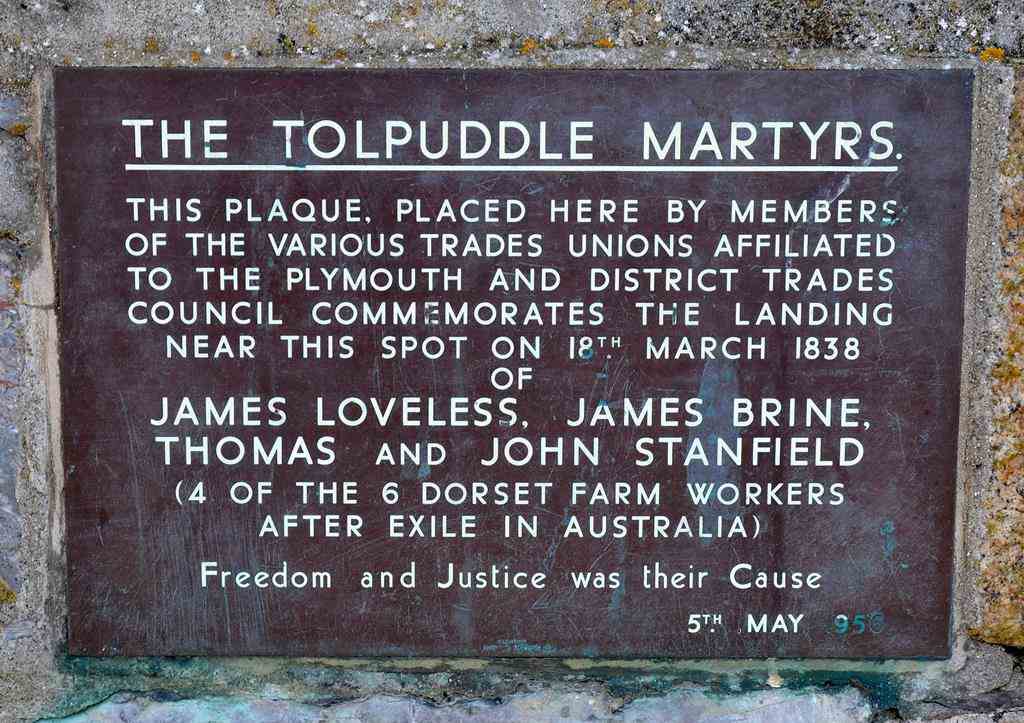 THE TOLPUDDLE MARTYRS.
THIS PLAQUE, PLACED HERE BY MEMBERS
OF THE VARIOUS TRADES UNIONS AFFILIATED
TO THE PLYMOUTH AND DISTRICT TRADES
COUNCIL COMMEMORATES THE LANDING
NEAR THIS SPOT ON 18TH. MARCH 1838
OF
JAMES LOVELESS, JAMES BRINE,
THOMAS AND JOHN STANFIELD
(4 OF THE 6 DORSET FARM WORKERS
AFTER EXILE IN AUSTRALIA)
Freedom and Justice was their Cause
5TH. MAY